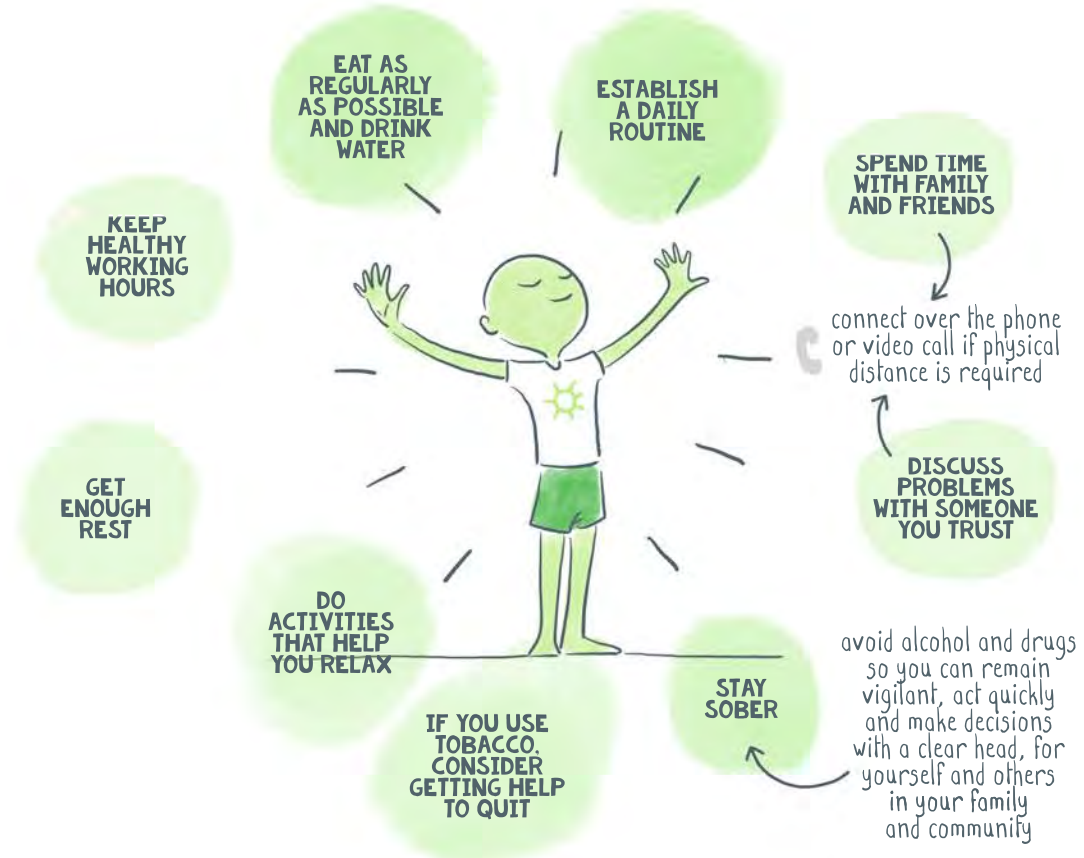 EAT AS
REGULARLY
AS POSSIBLE
AND DRINK
WATER
ESTABLISH
A DAILY
ROUTINE
SPEND TIME
WITH FAMILY
AND FRIENDS
connect over the phone
or video call if physical
distance is required
DISCUSS
PROBLEMS
WITH SOMEONE
YOU TRUST
avoid alcohol and drugs
so you can remain
vigilant, act quickly
and make decisions
with a clear head, for
yourself and others
in your family
and community
STAY
SOBER
IF YOU USE
TOBACCO,
CONSIDER
GETTING HELP
TO QUIT
DO
ACTIVITIES
THAT HELP
YOU RELAX
GET
ENOUGH
REST
KEEP
HEALTHY
WORKING
HOURS